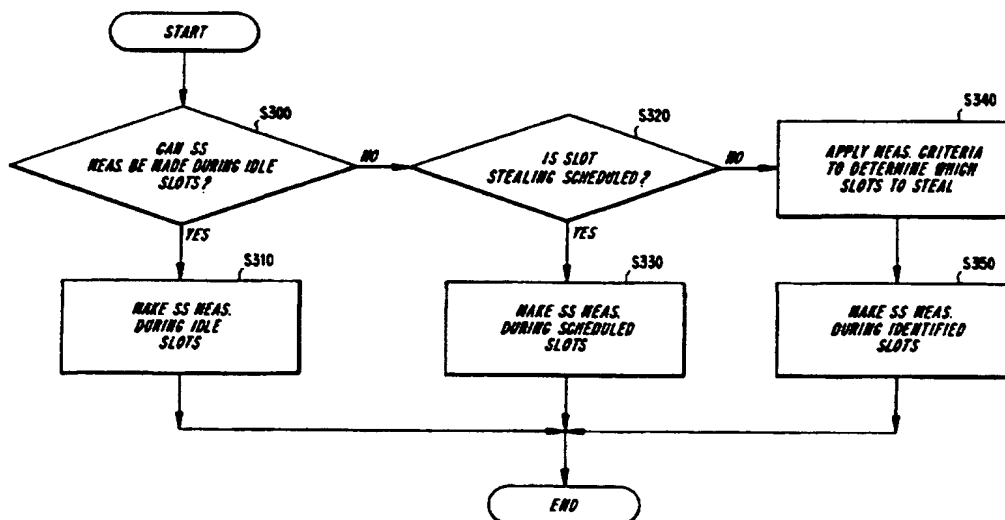 START
S300
CAN SS
MEAS. BE MADE DURING IDLE
SLOTS?
NO
YES
S320
IS SLOT
STEALING SCHEDULED?
NO
YES
S340
APPLY MEAS. CRITERIA
TO DETERMINE WHICH
SLOTS TO STEAL
S310
MAKE SS MEAS.
DURING IDLE
SLOTS
S330
MAKE SS MEAS.
DURING SCHEDULED
SLOTS
S350
MAKE SS MEAS.
DURING IDENTIFIED
SLOTS
END